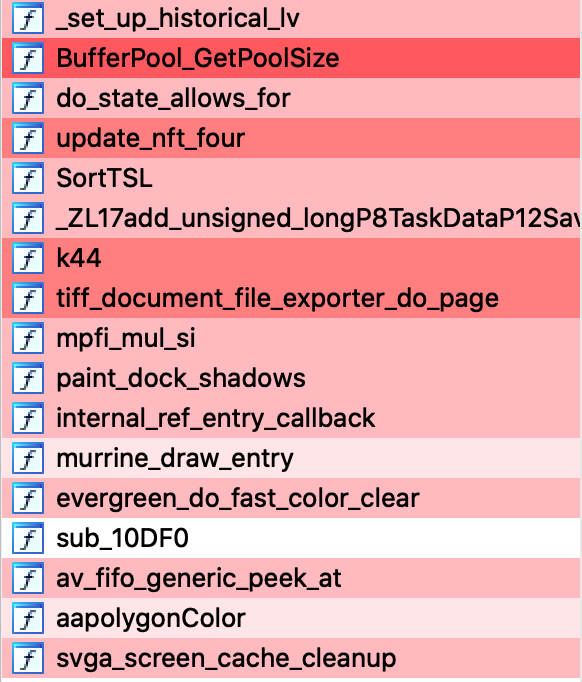 _set_up_historical_lv
BufferPool_GetPoolSize
do_state_allows_for
update_nft_four
SortTSL
_ZL17add_unsigned_longP8TaskDataP12Sav
k44
tiff_document_file_exporter_do_page
mpfi_mul_si
paint_dock_shadows
internal_ref_entry_callback
murrine_draw_entry
evergreen_do_fast_color_clear
sub_10DF0
av_fifo_generic_peek_at
aapolygonColor
svga_screen_cache_cleanup